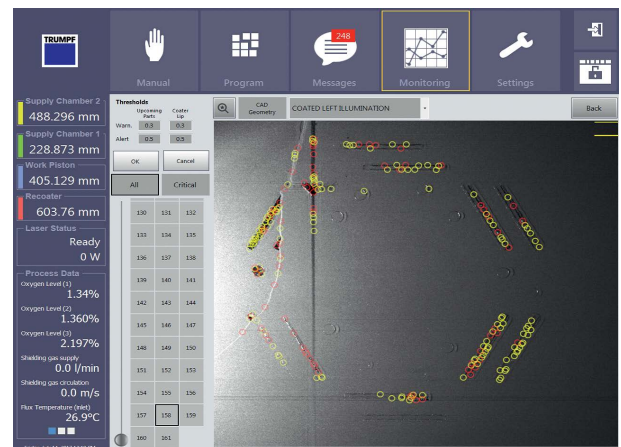 TRUMPF
Manual
Program
248
Messages
Monitoring
Settings
Supply Chamber 2
488.296 mm
Supply Chamber 1
228.873 mm
Work Piston
405.129 mm
Recoater
603.76 mm
Laser Status
Ready
0 W
Process Data
Oxygen Level (1)
1.34%
Oxygen Level (2)
1.360%
Oxygen Level (3)
2.197%
Shielding gas supply
0.0 l/min
Shielding gas circulation
0.0 m/s
Flux Temperature (inlet)
26.9°C
Thresholds
Upcoming Coater
Parts Lip
Warn. 0.3 0.3
Alert 0.5 0.5
OK Cancel
All Critical
130 131 132
133 134 135
136 137 138
139 140 141
142 143 144
145 146 147
148 149 150
151 152 153
154 155 156
157 158 159
160 161
CAD
Geometry
COATED LEFT ILLUMINATION
Back